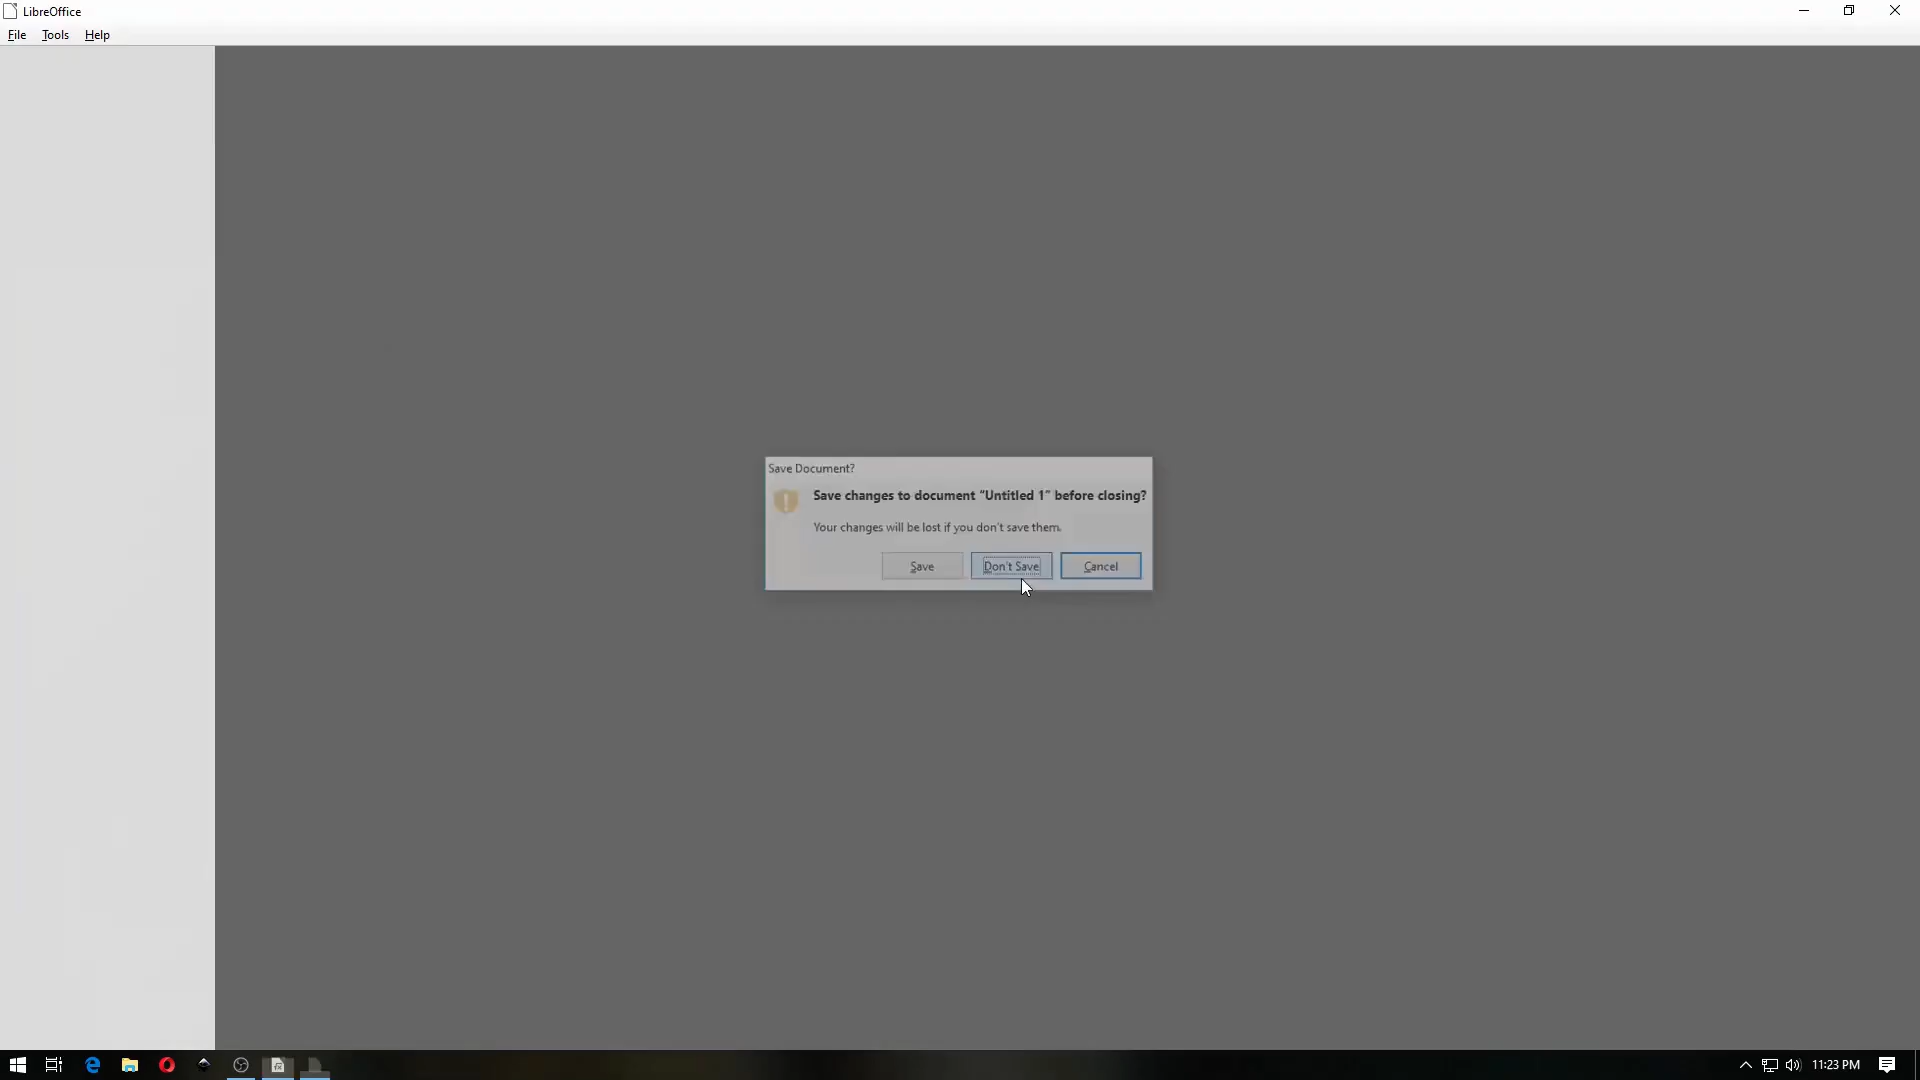 LibreOffice
File Tools Help
Save Document?
Save changes to document “Untitled 1” before closing?
Your changes will be lost if you don't save them.
Save Don't Save Cancel
11:23 PM